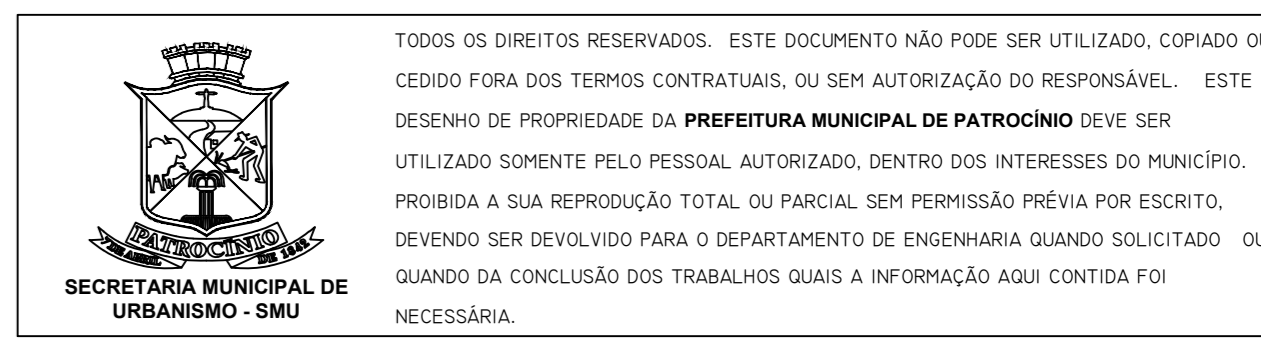 TODOS OS DIREITOS RESERVADOS. ESTE DOCUMENTO NÃO PODE SER UTILIZADO, COPIADO OU
CEDIDO FORA DOS TERMOS CONTRATUAIS, OU SEM AUTORIZAÇÃO DO RESPONSÁVEL. ESTE
DESENHO DE PROPRIEDADE DA PREFEITURA MUNICIPAL DE PATROCÍNIO DEVE SER
UTILIZADO SOMENTE PELO PESSOAL AUTORIZADO, DENTRO DOS INTERESSES DO MUNICÍPIO.
PROIBIDA A SUA REPRODUÇÃO TOTAL OU PARCIAL SEM PERMISSÃO PRÉVIA POR ESCRITO,
DEVENDO SER DEVOLVIDO PARA O DEPARTAMENTO DE ENGENHARIA QUANDO SOLICITADO OU
QUANDO DA CONCLUSÃO DOS TRABALHOS QUAIS A INFORMAÇÃO AQUI CONTIDA FOI
NECESSÁRIA.
PATROCÍNIO
DE ABRIL
DE 1842
SECRETARIA MUNICIPAL DE
URBANISMO - SMU